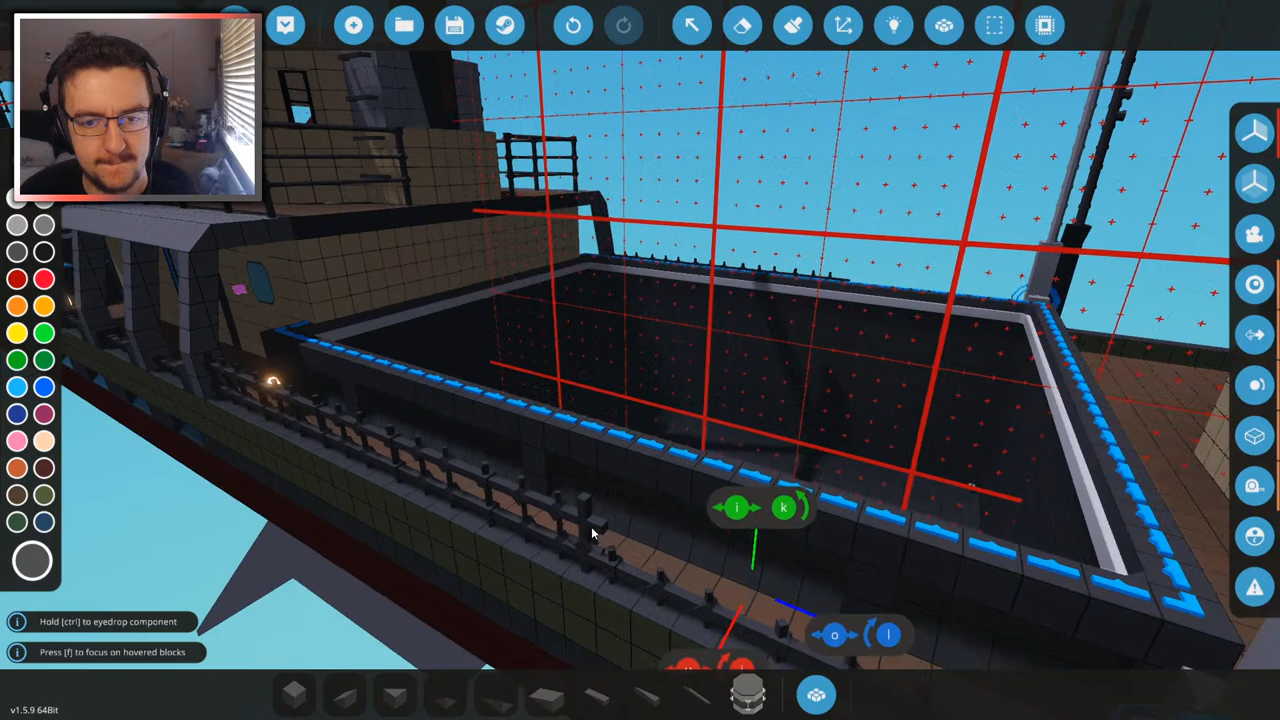 i
k
o
l
Hold [ctrl] to eyedrop component
Press [f] to focus on hovered blocks
v1.5.9 64Bit